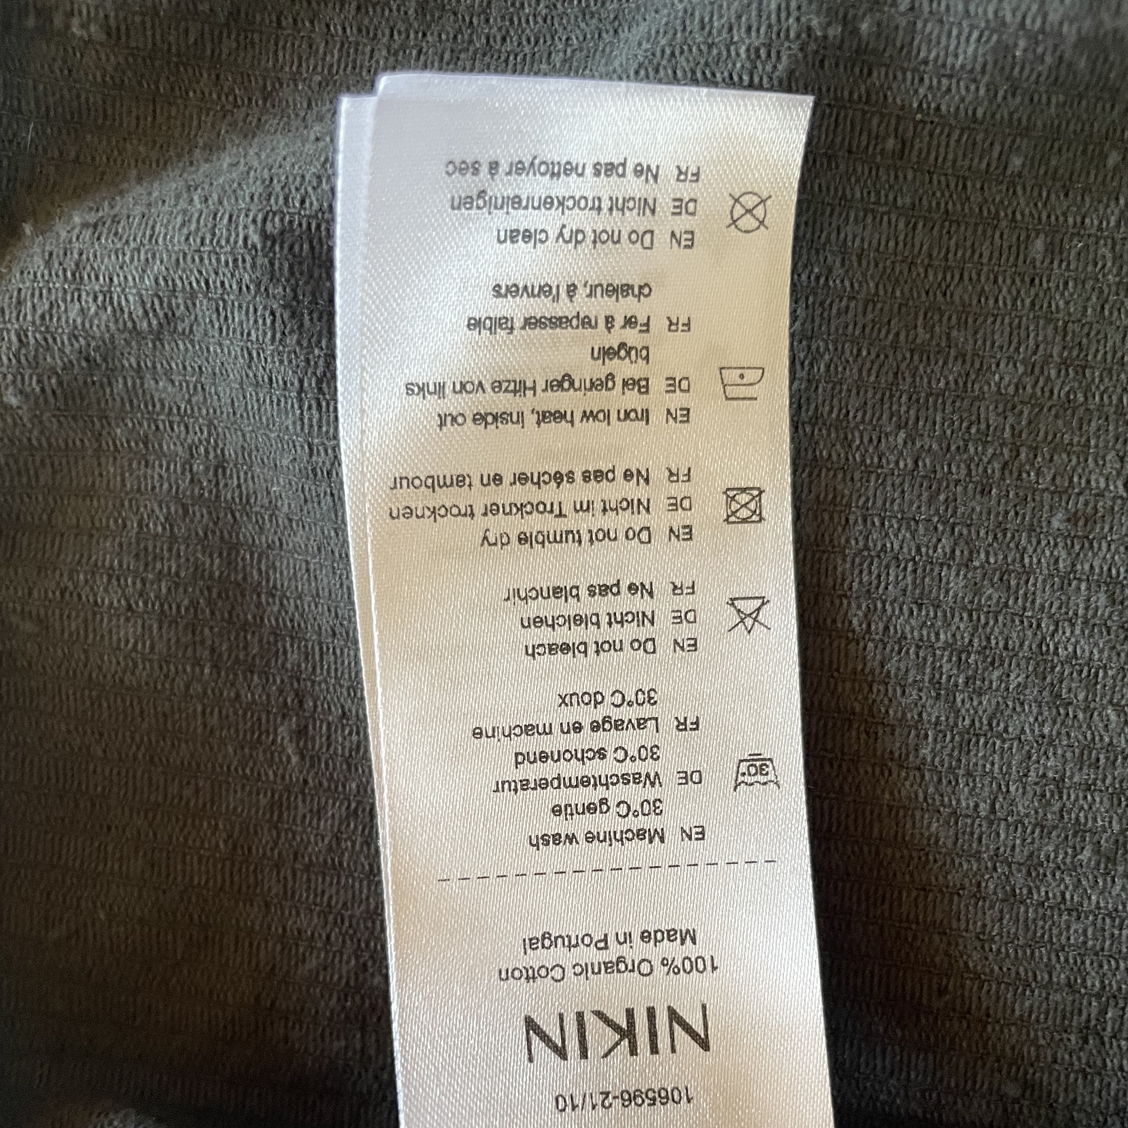 106596-21/10
NIKIN
100% Organic Cotton
Made in Portugal
EN Machine wash
30°C gentle
DE Waschtemperatur
30°C schonend
FR Lavage en machine
30°C doux
30°
EN Do not bleach
DE Nicht bleichen
FR Ne pas blanchir
EN Do not tumble dry
DE Nicht im Trockner trocknen
FR Ne pas sécher en tambour
EN Iron low heat, inside out
DE Bei geringer Hitze von links
bügeln
FR Fer à repasser faible
chaleur, à l'envers
EN Do not dry clean
DE Nicht trockenreinigen
FR Ne pas nettoyer à sec